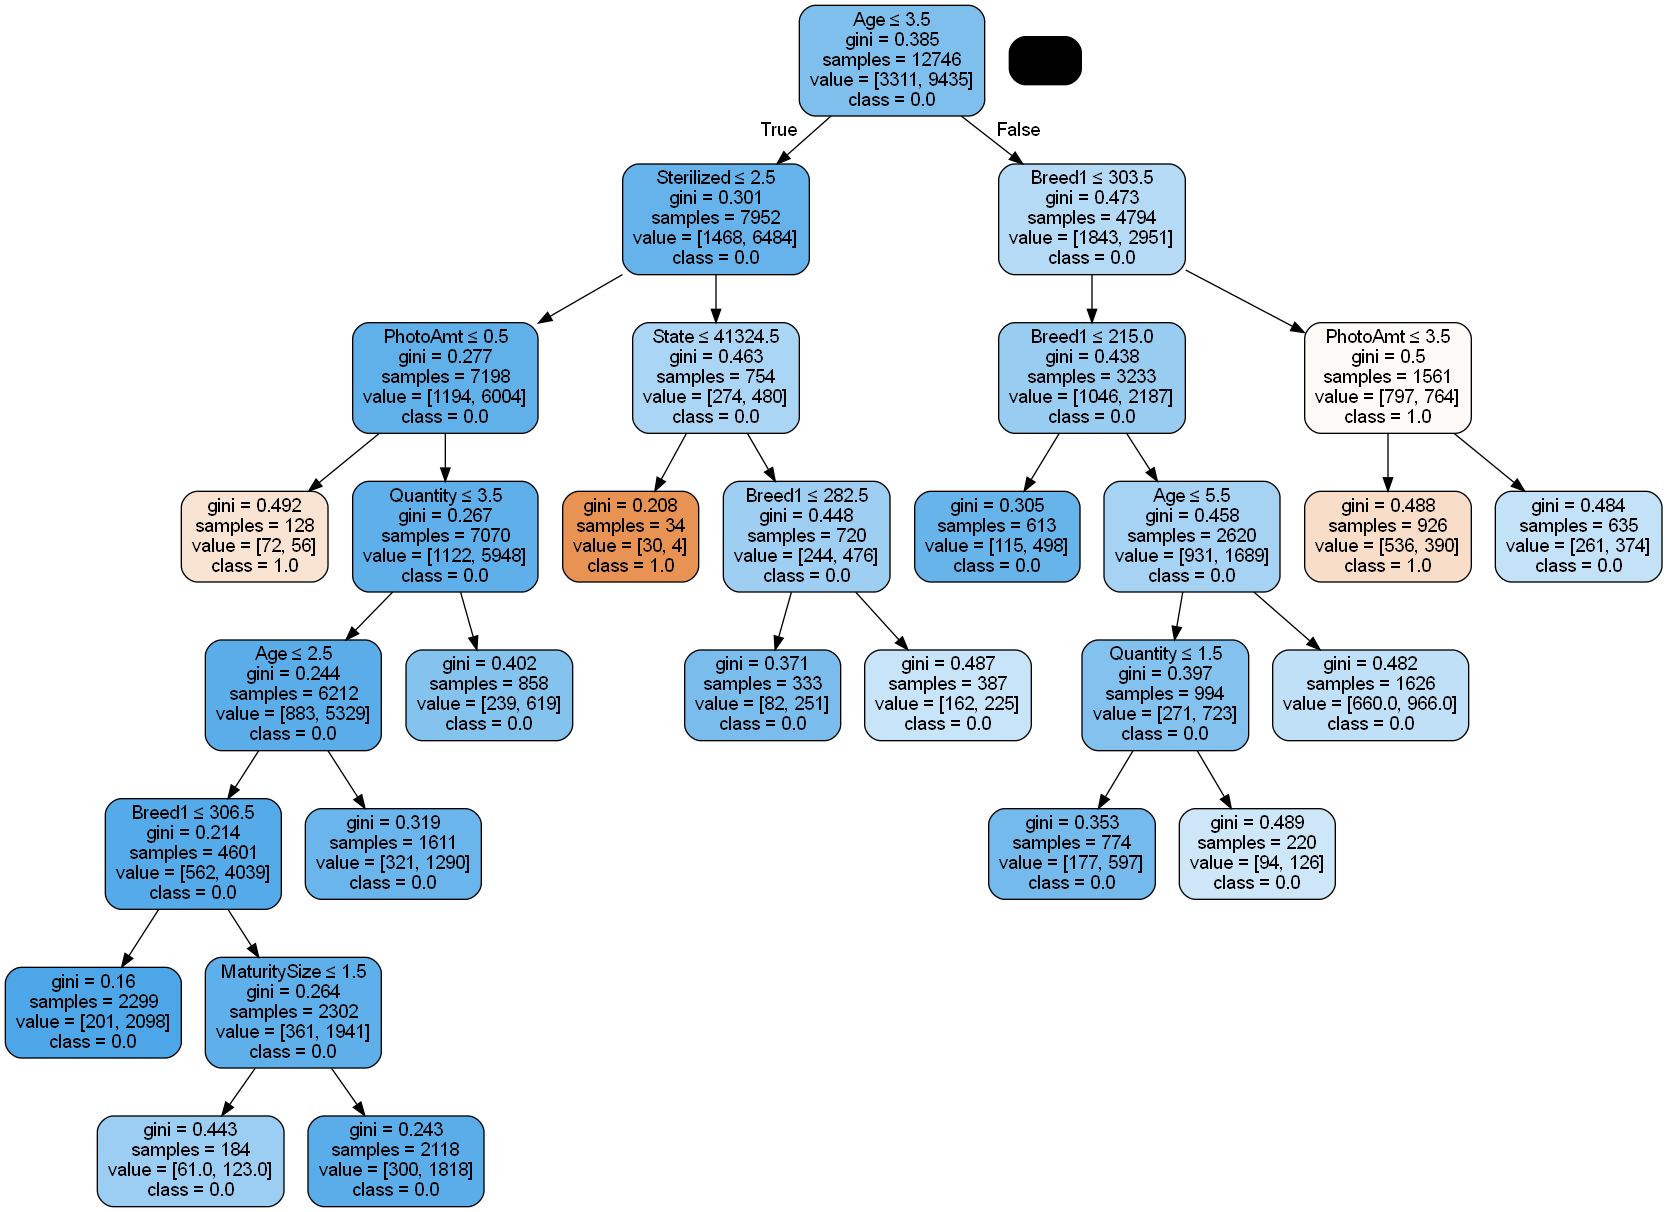 Age ≤ 3.5
gini = 0.385
samples = 12746
value = [3311, 9435]
class = 0.0
True
False
Sterilized ≤ 2.5
gini = 0.301
samples = 7952
value = [1468, 6484]
class = 0.0
Breed1 ≤ 303.5
gini = 0.473
samples = 4794
value = [1843, 2951]
class = 0.0
PhotoAmt ≤ 0.5
gini = 0.277
samples = 7198
value = [1194, 6004]
class = 0.0
State ≤ 41324.5
gini = 0.463
samples = 754
value = [274, 480]
class = 0.0
Breed1 ≤ 215.0
gini = 0.438
samples = 3233
value = [1046, 2187]
class = 0.0
PhotoAmt ≤ 3.5
gini = 0.5
samples = 1561
value = [797, 764]
class = 1.0
gini = 0.492
samples = 128
value = [72, 56]
class = 1.0
Quantity ≤ 3.5
gini = 0.267
samples = 7070
value = [1122, 5948]
class = 0.0
gini = 0.208
samples = 34
value = [30, 4]
class = 1.0
Breed1 ≤ 282.5
gini = 0.448
samples = 720
value = [244, 476]
class = 0.0
gini = 0.305
samples = 613
value = [115, 498]
class = 0.0
Age ≤ 5.5
gini = 0.458
samples = 2620
value = [931, 1689]
class = 0.0
gini = 0.488
samples = 926
value = [536, 390]
class = 1.0
gini = 0.484
samples = 635
value = [261, 374]
class = 0.0
Age ≤ 2.5
gini = 0.244
samples = 6212
value = [883, 5329]
class = 0.0
gini = 0.402
samples = 858
value = [239, 619]
class = 0.0
gini = 0.371
samples = 333
value = [82, 251]
class = 0.0
gini = 0.487
samples = 387
value = [162, 225]
class = 0.0
Quantity ≤ 1.5
gini = 0.397
samples = 994
value = [271, 723]
class = 0.0
gini = 0.482
samples = 1626
value = [660.0, 966.0]
class = 0.0
Breed1 ≤ 306.5
gini = 0.214
samples = 4601
value = [562, 4039]
class = 0.0
gini = 0.319
samples = 1611
value = [321, 1290]
class = 0.0
gini = 0.353
samples = 774
value = [177, 597]
class = 0.0
gini = 0.489
samples = 220
value = [94, 126]
class = 0.0
gini = 0.16
samples = 2299
value = [201, 2098]
class = 0.0
MaturitySize ≤ 1.5
gini = 0.264
samples = 2302
value = [361, 1941]
class = 0.0
gini = 0.443
samples = 184
value = [61.0, 123.0]
class = 0.0
gini = 0.243
samples = 2118
value = [300, 1818]
class = 0.0